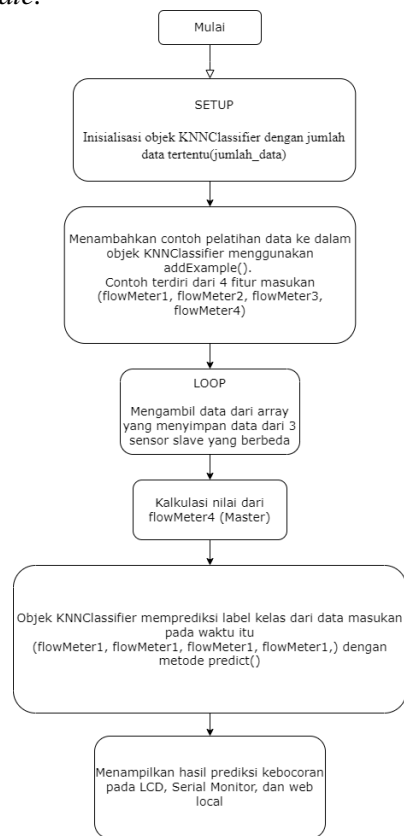 Mulai
SETUP
Inisialisasi objek KNNClassifier dengan jumlah
data tertentu(jumlah_data)
Menambahkan contoh pelatihan data ke dalam
objek KNNClassifier menggunakan
addExample().
Contoh terdiri dari 4 fitur masukan
(flowMeter1, flowMeter2, flowMeter3,
flowMeter4)
LOOP
Mengambil data dari array
yang menyimpan data dari 3
sensor slave yang berbeda
Kalkulasi nilai dari
flowMeter4 (Master)
Objek KNNClassifier memprediksi label kelas dari data masukan
pada waktu itu
(flowMeter1, flowMeter1, flowMeter1, flowMeter1,) dengan
metode predict()
Menampilkan hasil prediksi kebocoran
pada LCD, Serial Monitor, dan web
local